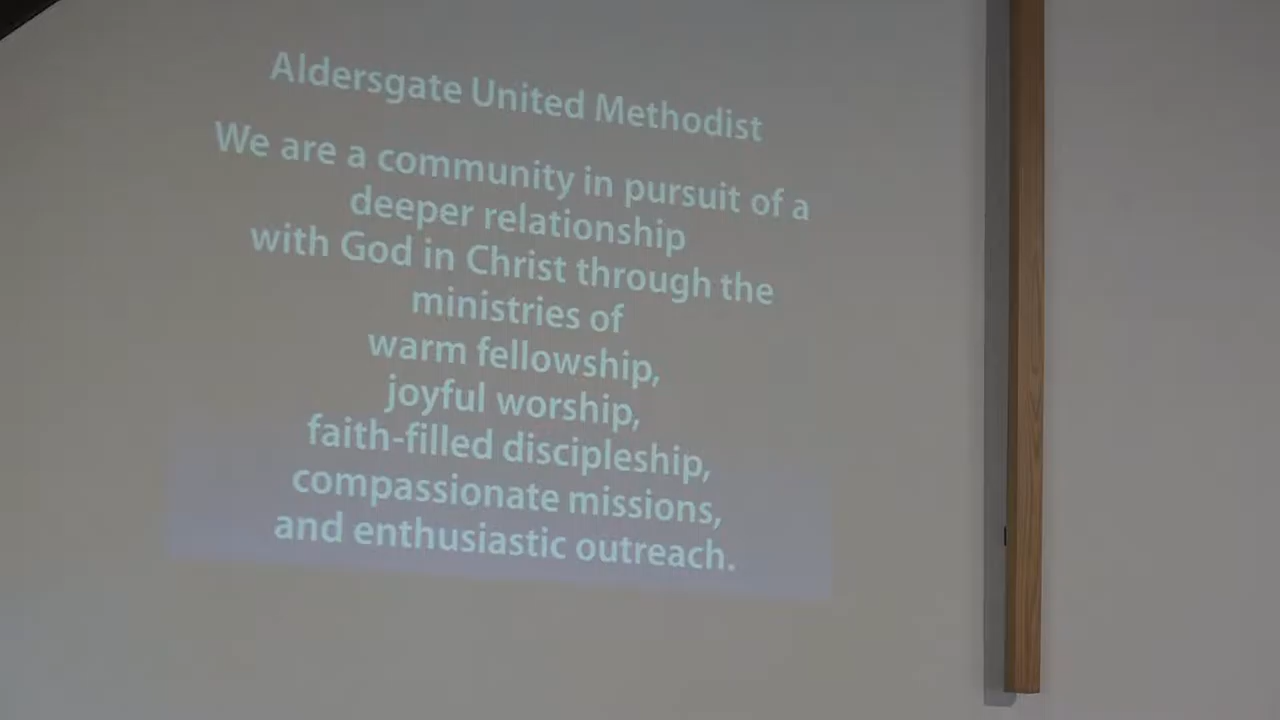 Aldersgate United Methodist
We are a community in pursuit of a
deeper relationship
with God in Christ through the
ministries of
warm fellowship,
joyful worship,
faith-filled discipleship,
compassionate missions,
and enthusiastic outreach.